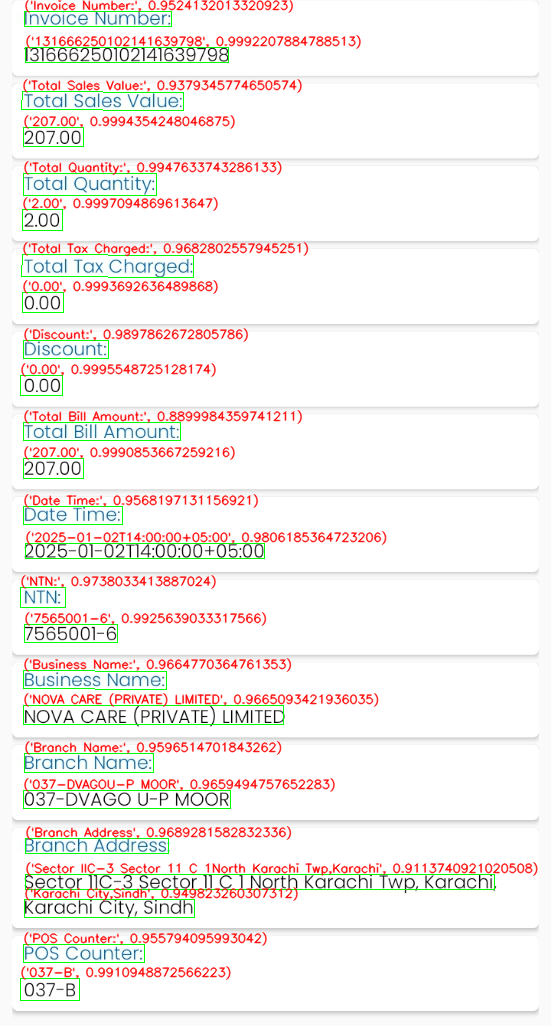 ('Invoice Number:', 0.9524132013320923)
Invoice Number:
('131666250102141639798', 0.9992207884788513)
131666250102141639798
('Total Sales Value:', 0.9379345774650574)
Total Sales Value:
('207.00', 0.9994354248046875)
207.00
('Total Quantity:', 0.9947633743286133)
Total Quantity:
('2.00', 0.9997094869613647)
2.00
('Total Tax Charged:', 0.9682802557945251)
Total Tax Charged:
('0.00', 0.9993692636489868)
0.00
('Discount:', 0.9897862672805786)
Discount:
('0.00', 0.9995548725128174)
0.00
('Total Bill Amount:', 0.8899984359741211)
Total Bill Amount:
('207.00', 0.9990853667259216)
207.00
('Date Time:', 0.9568197131156921)
Date Time:
('2025-01-02T14:00:00+05:00', 0.9806185364723206)
2025-01-02T14:00:00+05:00
('NTN:', 0.9738033413887024)
NTN:
('7565001-6', 0.9925639033317566)
7565001-6
('Business Name:', 0.9664770364761353)
Business Name:
('NOVA CARE (PRIVATE) LIMITED', 0.9665093421936035)
NOVA CARE (PRIVATE) LIMITED
('Branch Name:', 0.9596514701843262)
Branch Name:
('037-DVAGOU-P MOOR', 0.9659494757652283)
037-DVAGO U-P MOOR
('Branch Address', 0.9689281582832336)
Branch Address
('Sector IIC-3 Sector 11 C 1North Karachi Twp,Karachi', 0.9113740921020508)
Sector 11C-3 Sector 11 C 1 North Karachi Twp, Karachi,
('Karachi City,Sindh', 0.949823260307312)
Karachi City, Sindh
('POS Counter:', 0.955794095993042)
POS Counter:
('037-B', 0.9910948872566223)
037-B